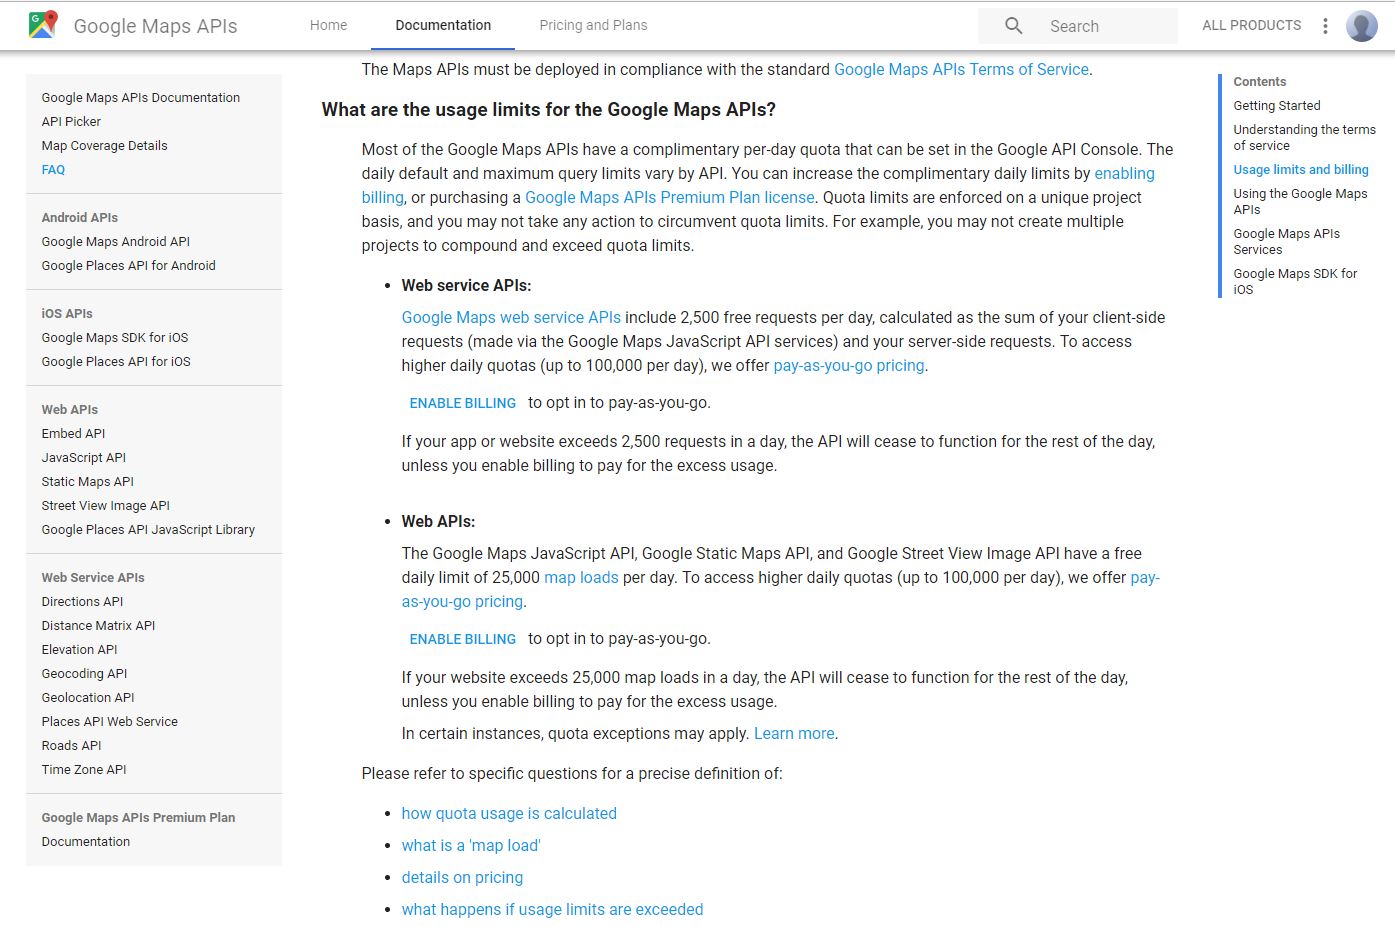 Google Maps APIs
Home
Documentation
Pricing and Plans
Search
ALL PRODUCTS
Google Maps APIs Documentation
API Picker
Map Coverage Details
FAQ
Android APIs
Google Maps Android API
Google Places API for Android
iOS APIs
Google Maps SDK for iOS
Google Places API for iOS
Web APIs
Embed API
JavaScript API
Static Maps API
Street View Image API
Google Places API JavaScript Library
Web Service APIs
Directions API
Distance Matrix API
Elevation API
Geocoding API
Geolocation API
Places API Web Service
Roads API
Time Zone API
Google Maps APIs Premium Plan
Documentation
The Maps APIs must be deployed in compliance with the standard Google Maps APIs Terms of Service.
What are the usage limits for the Google Maps APIs?
Most of the Google Maps APIs have a complimentary per-day quota that can be set in the Google API Console. The
daily default and maximum query limits vary by API. You can increase the complimentary daily limits by enabling
billing, or purchasing a Google Maps APIs Premium Plan license. Quota limits are enforced on a unique project
basis, and you may not take any action to circumvent quota limits. For example, you may not create multiple
projects to compound and exceed quota limits.
• Web service APIs:
Google Maps web service APIs include 2,500 free requests per day, calculated as the sum of your client-side
requests (made via the Google Maps JavaScript API services) and your server-side requests. To access
higher daily quotas (up to 100,000 per day), we offer pay-as-you-go pricing.
ENABLE BILLING to opt in to pay-as-you-go.
If your app or website exceeds 2,500 requests in a day, the API will cease to function for the rest of the day,
unless you enable billing to pay for the excess usage.
• Web APIs:
The Google Maps JavaScript API, Google Static Maps API, and Google Street View Image API have a free
daily limit of 25,000 map loads per day. To access higher daily quotas (up to 100,000 per day), we offer pay-
as-you-go pricing.
ENABLE BILLING to opt in to pay-as-you-go.
If your website exceeds 25,000 map loads in a day, the API will cease to function for the rest of the day,
unless you enable billing to pay for the excess usage.
In certain instances, quota exceptions may apply. Learn more.
Please refer to specific questions for a precise definition of:
• how quota usage is calculated
• what is a 'map load'
• details on pricing
• what happens if usage limits are exceeded
Contents
Getting Started
Understanding the terms
of service
Usage limits and billing
Using the Google Maps
APIs
Google Maps APIs
Services
Google Maps SDK for
iOS